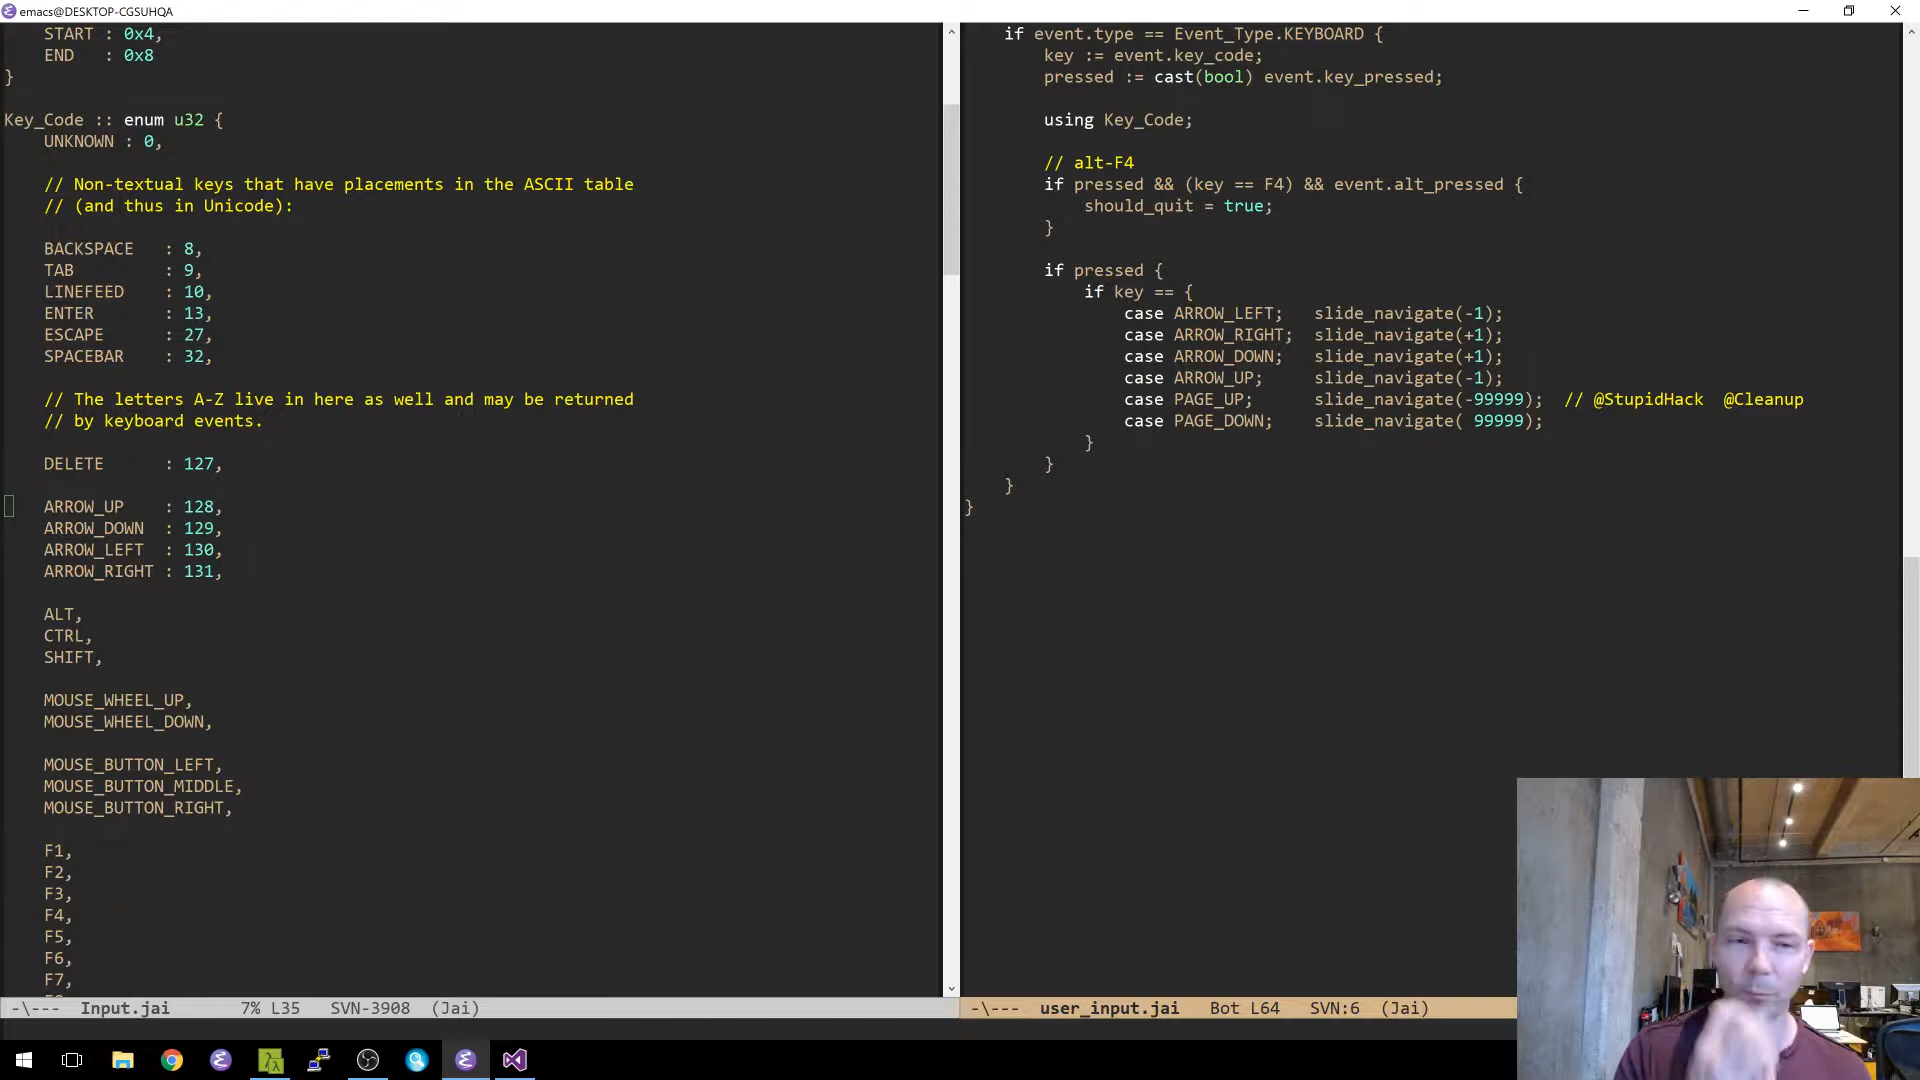 emacs@DESKTOP-CGSUHQA
START : 0x4,
END   : 0x8
}
Key_Code :: enum u32 {
UNKNOWN : 0,
// Non-textual keys that have placements in the ASCII table
// (and thus in Unicode):
BACKSPACE   : 8,
TAB         : 9,
LINEFEED    : 10,
ENTER       : 13,
ESCAPE      : 27,
SPACEBAR    : 32,
// The letters A-Z live in here as well and may be returned
// by keyboard events.
DELETE      : 127,
ARROW_UP    : 128,
ARROW_DOWN  : 129,
ARROW_LEFT  : 130,
ARROW_RIGHT : 131,
ALT,
CTRL,
SHIFT,
MOUSE_WHEEL_UP,
MOUSE_WHEEL_DOWN,
MOUSE_BUTTON_LEFT,
MOUSE_BUTTON_MIDDLE,
MOUSE_BUTTON_RIGHT,
F1,
F2,
F3,
F4,
F5,
F6,
F7,
-\---  Input.jai       7% L35   SVN-3908  (Jai)
if event.type == Event_Type.KEYBOARD {
key := event.key_code;
pressed := cast(bool) event.key_pressed;
using Key_Code;
// alt-F4
if pressed && (key == F4) && event.alt_pressed {
should_quit = true;
}
if pressed {
if key == {
case ARROW_LEFT;   slide_navigate(-1);
case ARROW_RIGHT;  slide_navigate(+1);
case ARROW_DOWN;   slide_navigate(+1);
case ARROW_UP;     slide_navigate(-1);
case PAGE_UP;      slide_navigate(-99999);  // @StupidHack  @Cleanup
case PAGE_DOWN;    slide_navigate( 99999);
}
}
}
}
-\---  user_input.jai   Bot L64   SVN:6  (Jai)